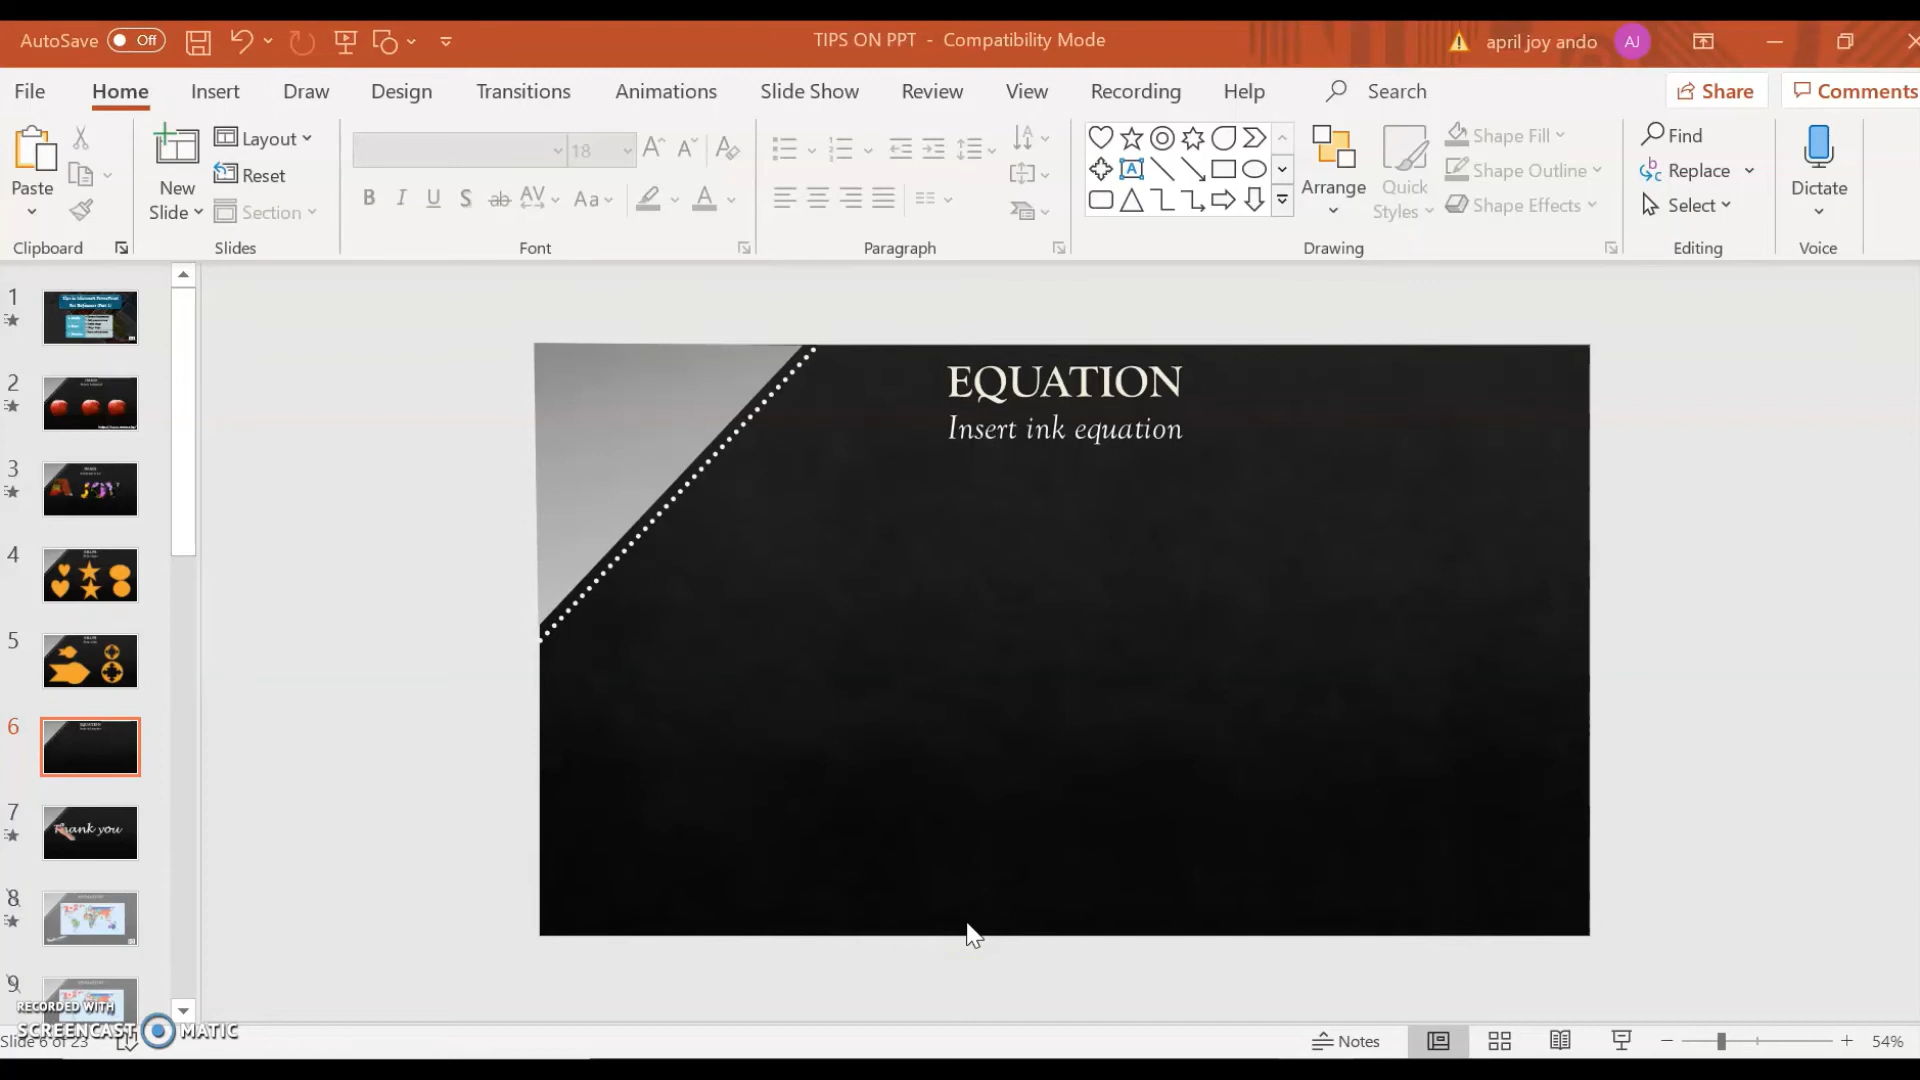 AutoSave Off
TIPS ON PPT - Compatibility Mode
april joy ando AJ
File Home Insert Draw Design Transitions Animations Slide Show Review View Recording Help Search Share Comments
Paste
New Slide
Layout
Reset
Section
18
Arrange
Quick Styles
Shape Fill
Shape Outline
Shape Effects
Find
Replace
Select
Dictate
Clipboard Slides Font Paragraph Drawing Editing Voice
1
2
3
4
5
6
7
Thank you
8
9
EQUATION
Insert ink equation
RECORDED WITH
SCREENCAST MATIC
Slide 6 of 23
Notes
54%